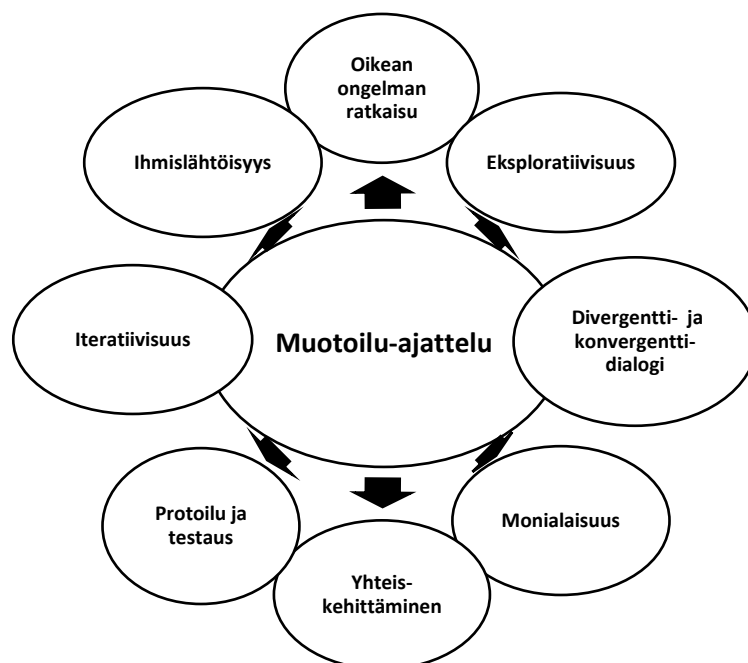 Oikean
ongelman
ratkaisu
Ihmislähtöisyys
Eksploratiivisuus
Iteratiivisuus
Muotoilu-ajattelu
Divergentti- ja
konvergentti-
dialogi
Protoilu ja
testaus
Monialaisuus
Yhteis-
kehittäminen